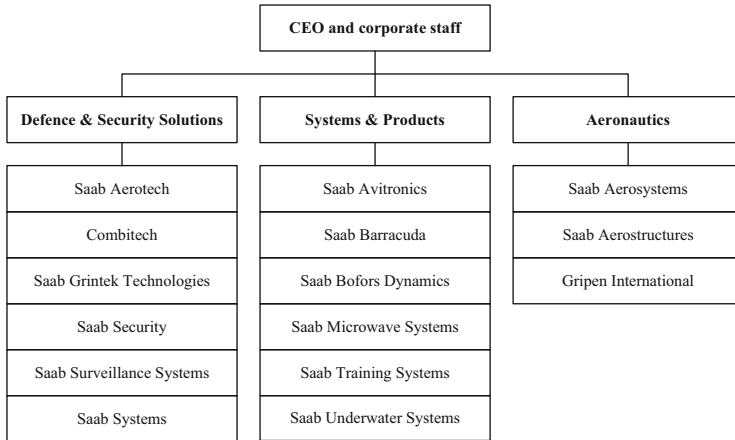 CEO and corporate staff
Defence & Security Solutions
Systems & Products
Aeronautics
Saab Aerotech
Saab Avitronics
Saab Aerosystems
Combitech
Saab Barracuda
Saab Aerostructures
Saab Grintek Technologies
Saab Bofors Dynamics
Gripen International
Saab Security
Saab Microwave Systems
Saab Surveillance Systems
Saab Training Systems
Saab Systems
Saab Underwater Systems